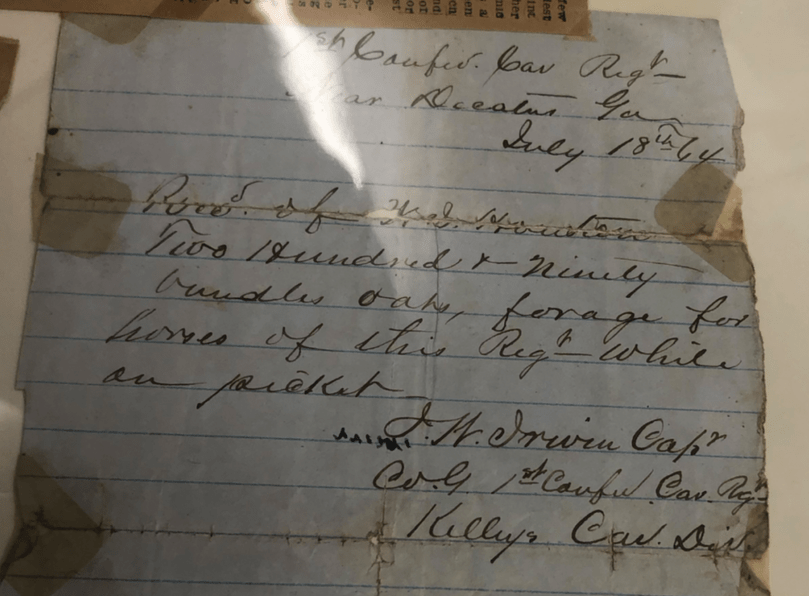 1st Confed. Cav Regt
Near Decatur Ga
July 18th 64
Recd. of
Two Hundred & Ninety
bundles oats, forage for
horses of this Regt while
on picket
J. W. Irwin Capt
Co. G. 1st Confed. Cav. Regt
Kellys Cav. Div.